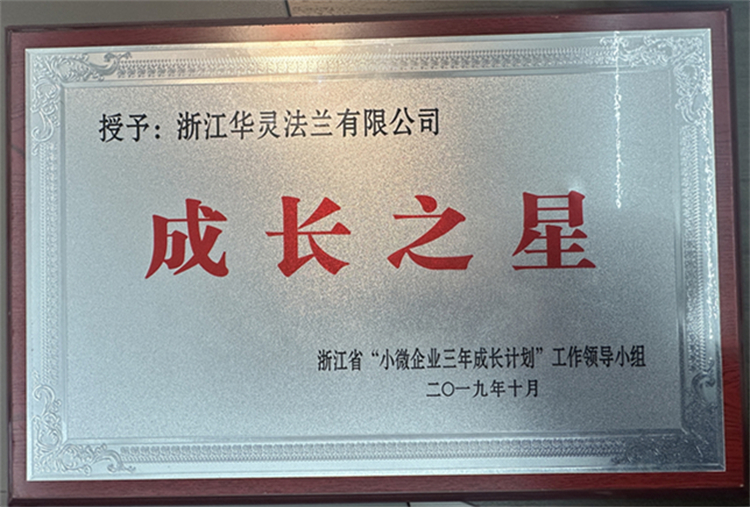 授予：浙江华灵法兰有限公司
成长之星
浙江省“小微企业三年成长计划”工作领导小组
二〇一九年十月